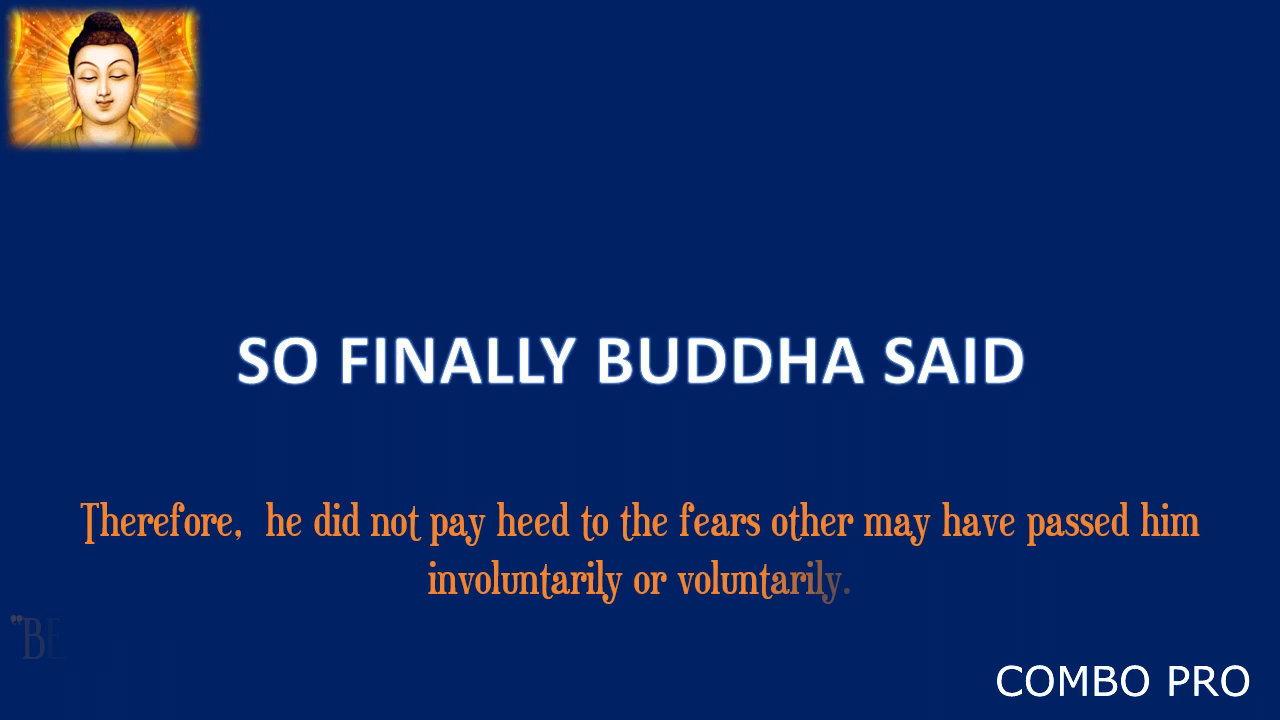 SO FINALLY BUDDHA SAID
Therefore, he did not pay heed to the fears other may have passed him
involuntarily or voluntarily.
"BE
COMBO PRO